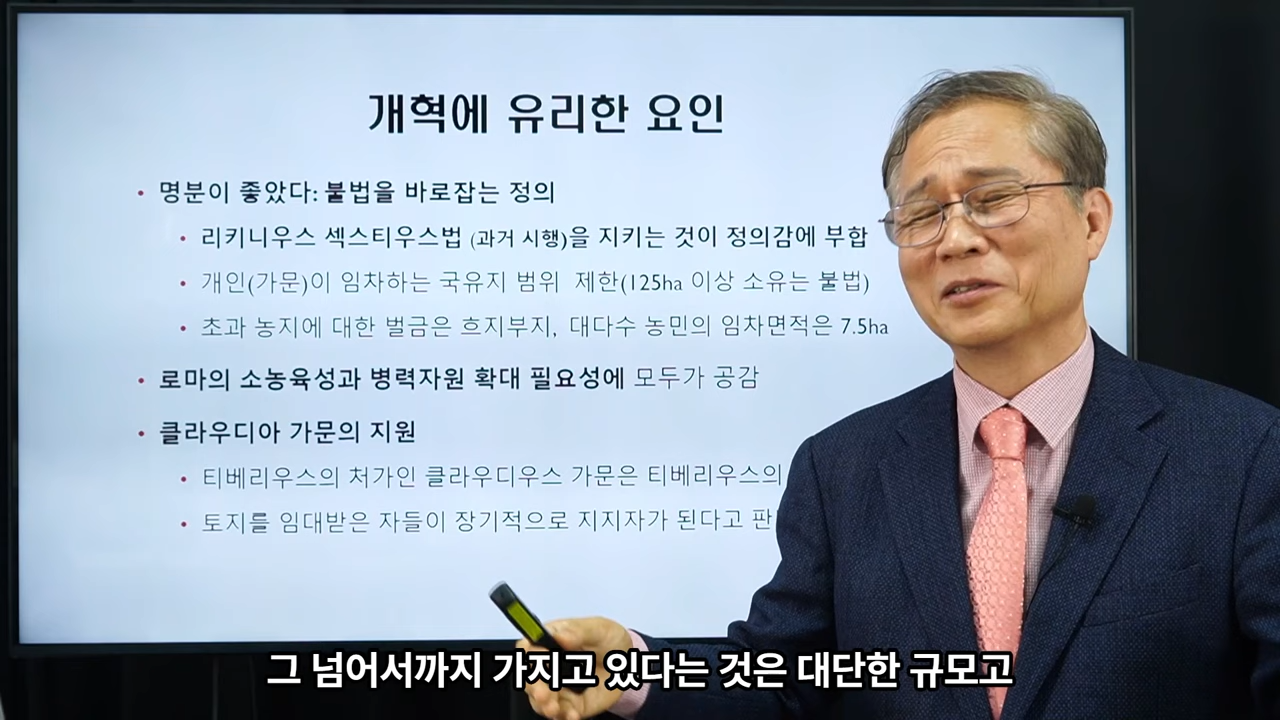 개혁에 유리한 요인
• 명분이 좋았다: 불법을 바로잡는 정의
• 리키니우스 섹스티우스법 (과거 시행)을 지키는 것이 정의감에 부합
• 개인(가문)이 임차하는 국유지 범위 제한(125ha 이상 소유는 불법)
• 초과 농지에 대한 벌금은 흐지부지, 대다수 농민의 임차면적은 7.5ha
• 로마의 소농육성과 병력자원 확대 필요성에 모두가 공감
• 클라우디아 가문의 지원
• 티베리우스의 처가인 클라우디우스 가문은 티베리우스의
• 토지를 임대받은 자들이 장기적으로 지지자가 된다고 판
그 넘어서까지 가지고 있다는 것은 대단한 규모고